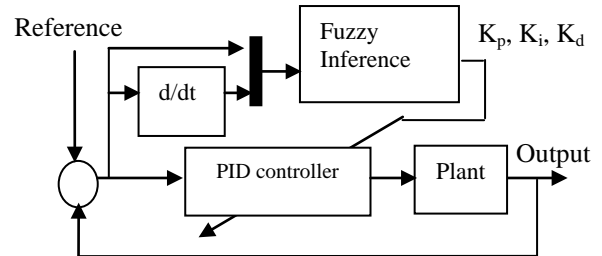 Reference
Fuzzy
Inference
Kp, Ki, Kd
d/dt
PID controller
Plant
Output